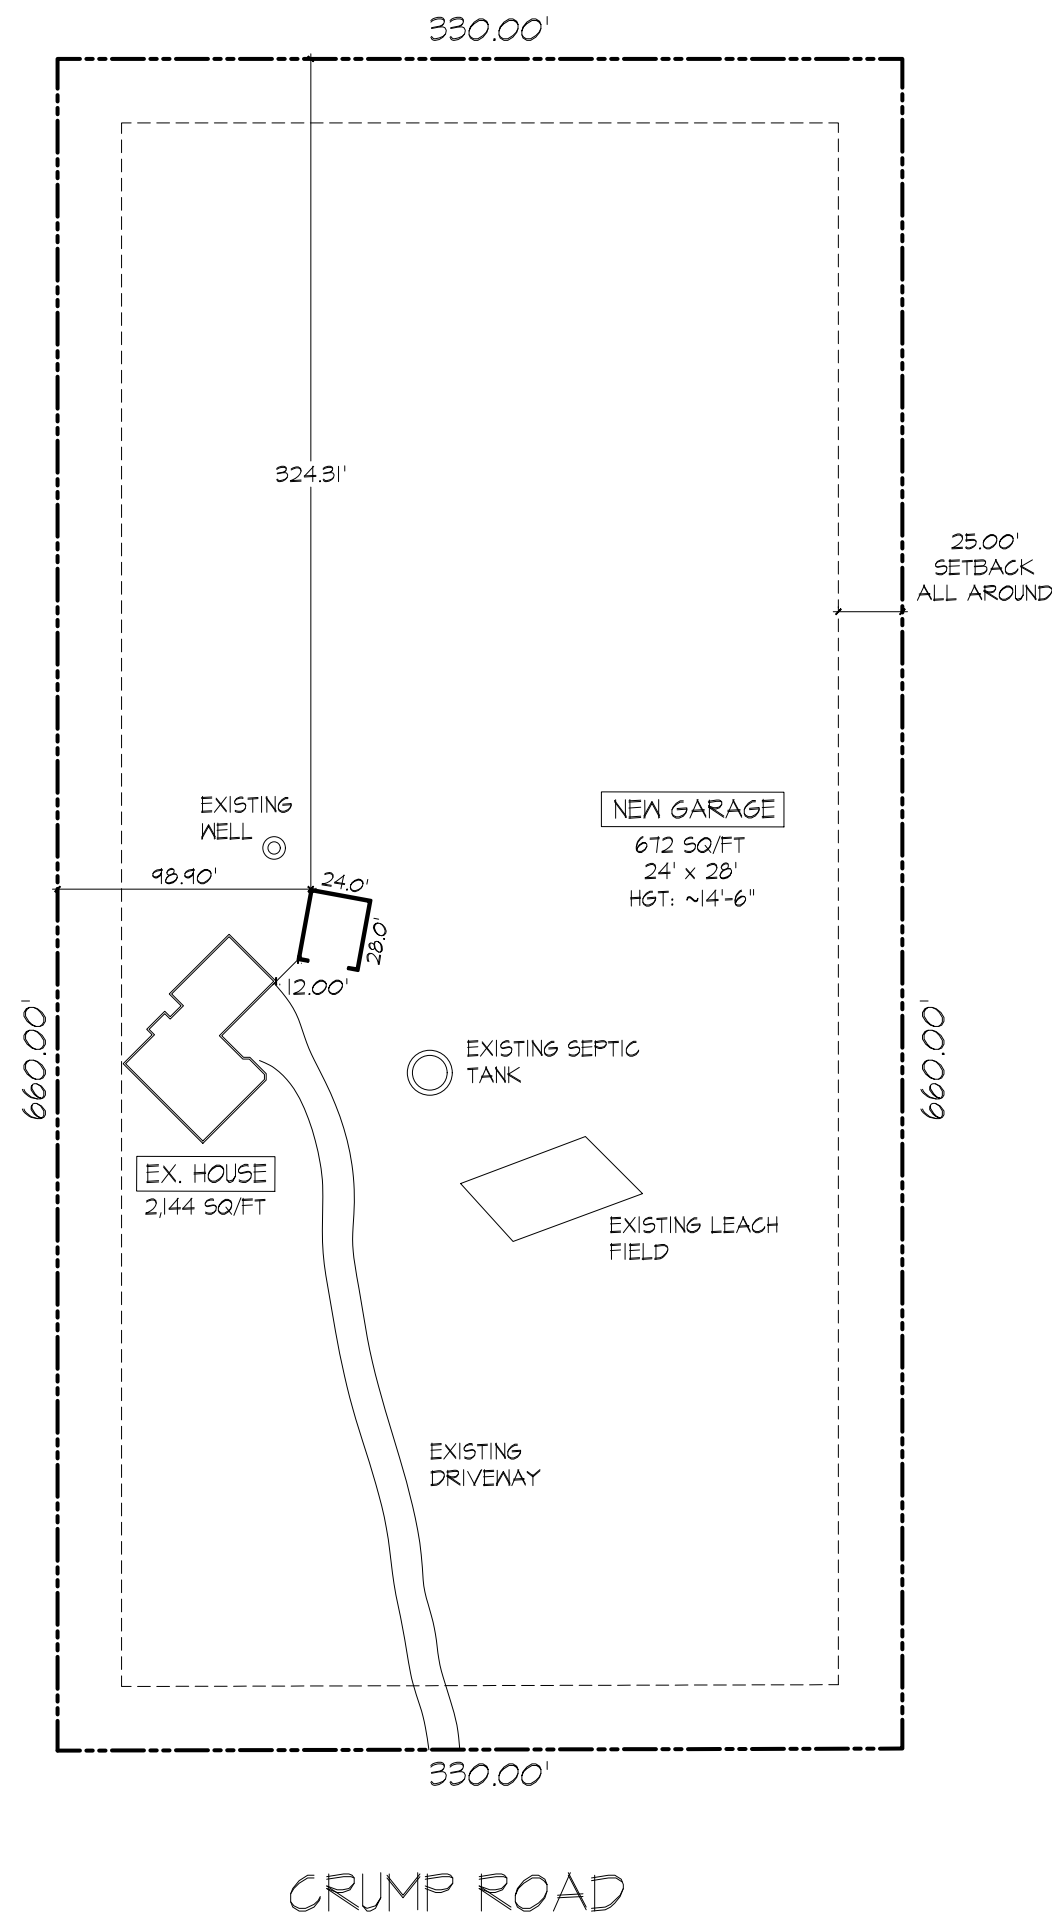 330.00'
324.31'
25.00'
SETBACK
ALL AROUND
EXISTING
WELL
NEW GARAGE
672 SQ/FT
24' x 28'
HGT: ~14'-6"
98.90'
24.0'
28.0'
12.00'
660.00'
660.00'
EXISTING SEPTIC
TANK
EX. HOUSE
2,144 SQ/FT
EXISTING LEACH
FIELD
EXISTING
DRIVEWAY
330.00'
CRUMP ROAD